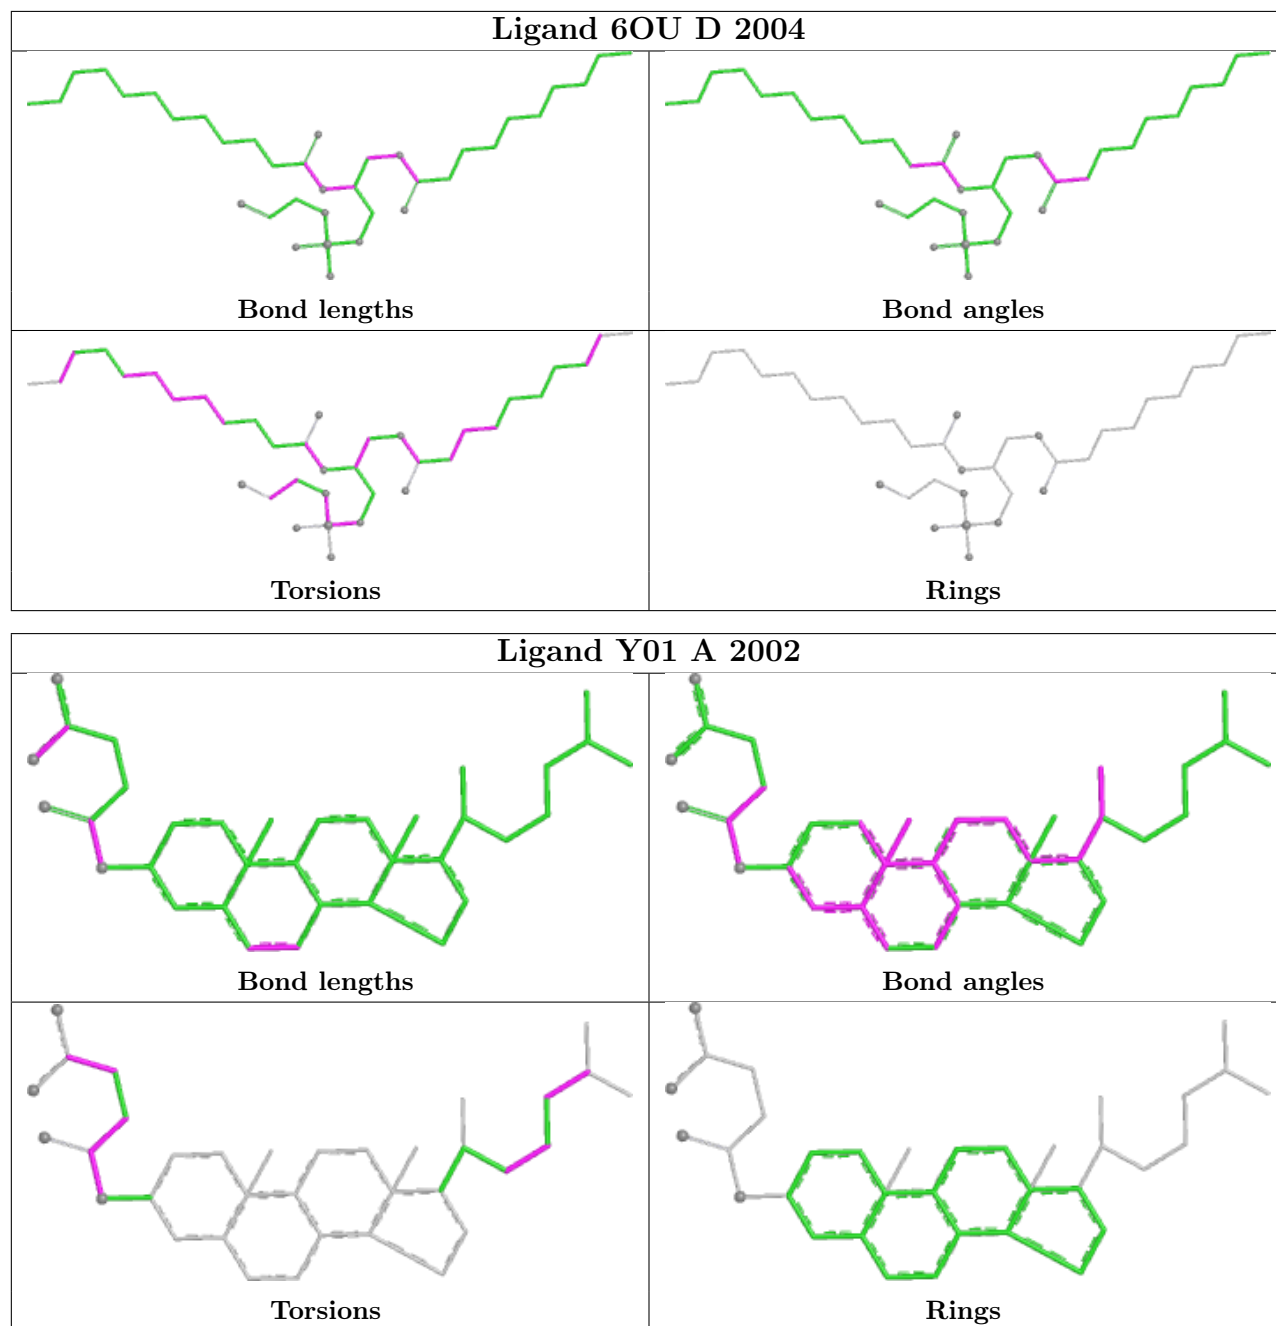 Ligand 6OU D 2004
Bond lengths
Bond angles
Torsions
Rings
Ligand Y01 A 2002
Bond lengths
Bond angles
Torsions
Rings